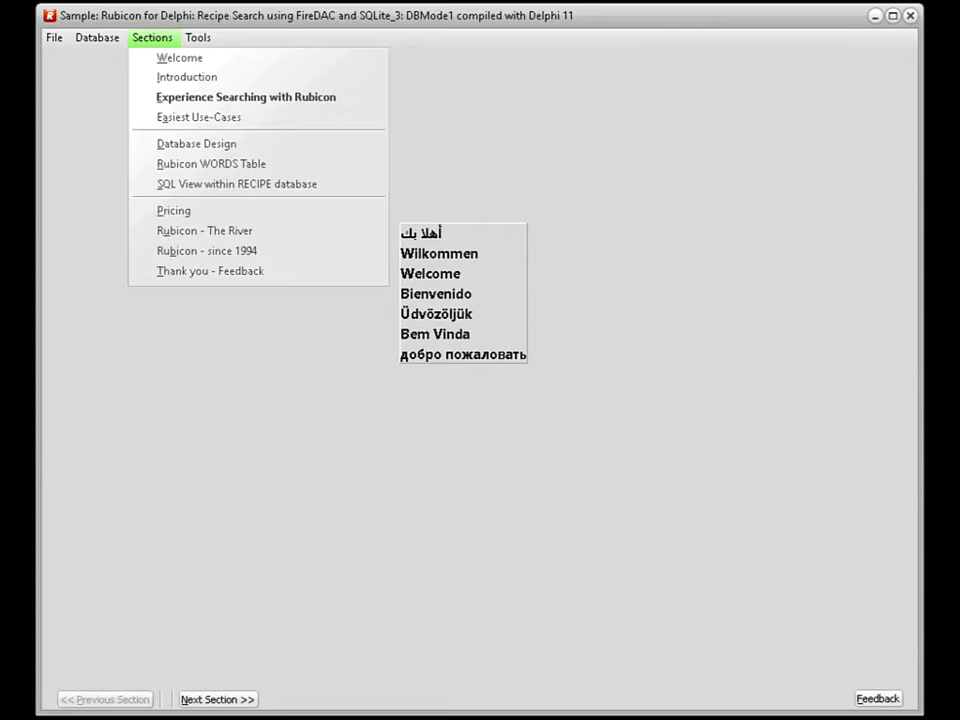 Sample: Rubicon for Delphi: Recipe Search using FireDAC and SQLite_3: DBMode1 compiled with Delphi 11
File Database Sections Tools
Welcome
Introduction
Experience Searching with Rubicon
Easiest Use-Cases
Database Design
Rubicon WORDS Table
SQL View within RECIPE database
Pricing
Rubicon - The River
Rubicon - since 1994
Thank you - Feedback
أهلا بك
Wilkommen
Welcome
Bienvenido
Üdvözöljük
Bem Vinda
добро пожаловать
<< Previous Section Next Section >> Feedback